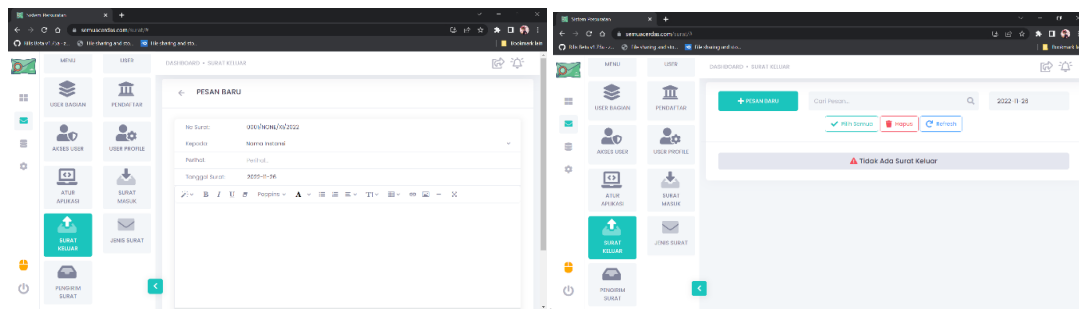 Sistem Persuratan
semuacerdas.com/surat/#
File sharing and sto...
File sharing and sto...
Bookmark lain
MENU
USER
DASHBOARD • SURAT KELUAR
USER BAGIAN
PENDAFTAR
AKSES USER
USER PROFILE
ATUR APLIKASI
SURAT MASUK
SURAT KELUAR
JENIS SURAT
PENGIRIM SURAT
PESAN BARU
No Surat:
Kepada:
Nama Instansi
Perihal:
Perihal..
Tanggal Surat:
2022-11-26
Poppins
Sistem Persuratan
semuacerdas.com/surat/#
File sharing and sto...
File sharing and sto...
MENU
USER
DASHBOARD • SURAT KELUAR
USER BAGIAN
PENDAFTAR
AKSES USER
USER PROFILE
ATUR APLIKASI
SURAT MASUK
SURAT KELUAR
JENIS SURAT
PENGIRIM SURAT
+ PESAN BARU
Cari Pesan...
2022-11-26
Pilih Semua
Hapus
Refresh
Tidak Ada Surat Keluar